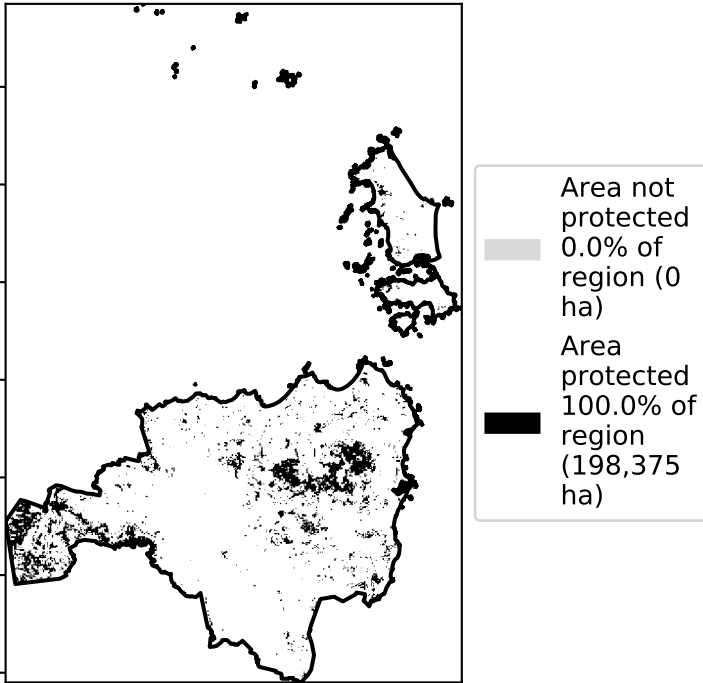 Area not
protected
0.0% of
region (0
ha)
Area
protected
100.0% of
region
(198,375
ha)